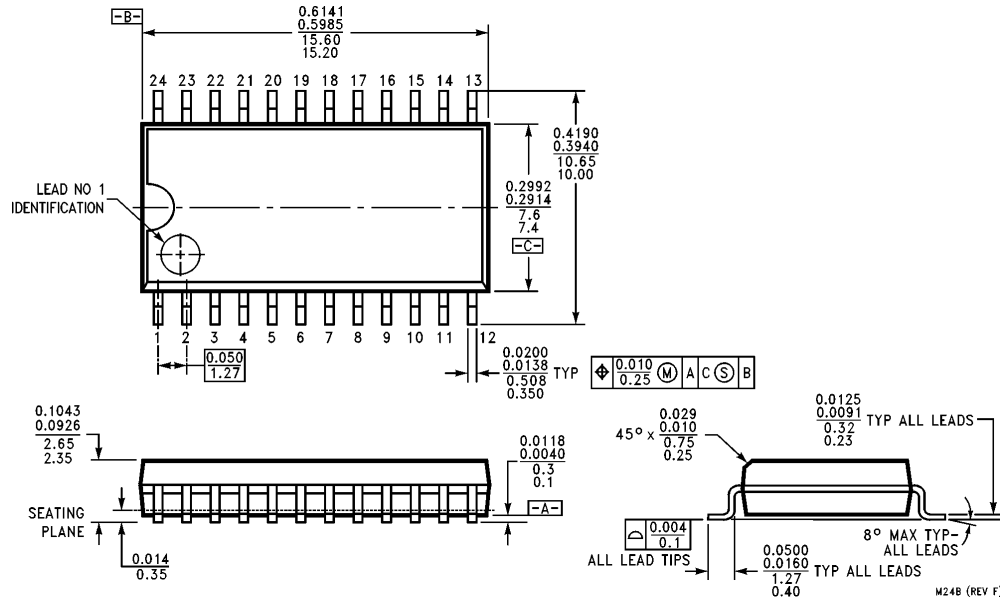 -B-
0.6141
0.5985
15.60
15.20
24 23 22 21 20 19 18 17 16 15 14 13
LEAD NO 1
IDENTIFICATION
0.4190
0.3940
10.65
10.00
0.2992
0.2914
7.6
7.4
-C-
1 2 3 4 5 6 7 8 9 10 11 12
0.050
1.27
0.0200
0.0138
0.508
0.350
TYP
⌖ 0.010 0.25 Ⓜ A C Ⓢ B
0.1043
0.0926
2.65
2.35
SEATING
PLANE
0.014
0.35
0.0118
0.0040
0.3
0.1
-A-
45° x
0.029
0.010
0.75
0.25
0.0125
0.0091
0.32
0.23
TYP ALL LEADS
0.004
0.1
ALL LEAD TIPS
0.0500
0.0160
1.27
0.40
TYP ALL LEADS
8° MAX TYP-
ALL LEADS
M24B (REV F)